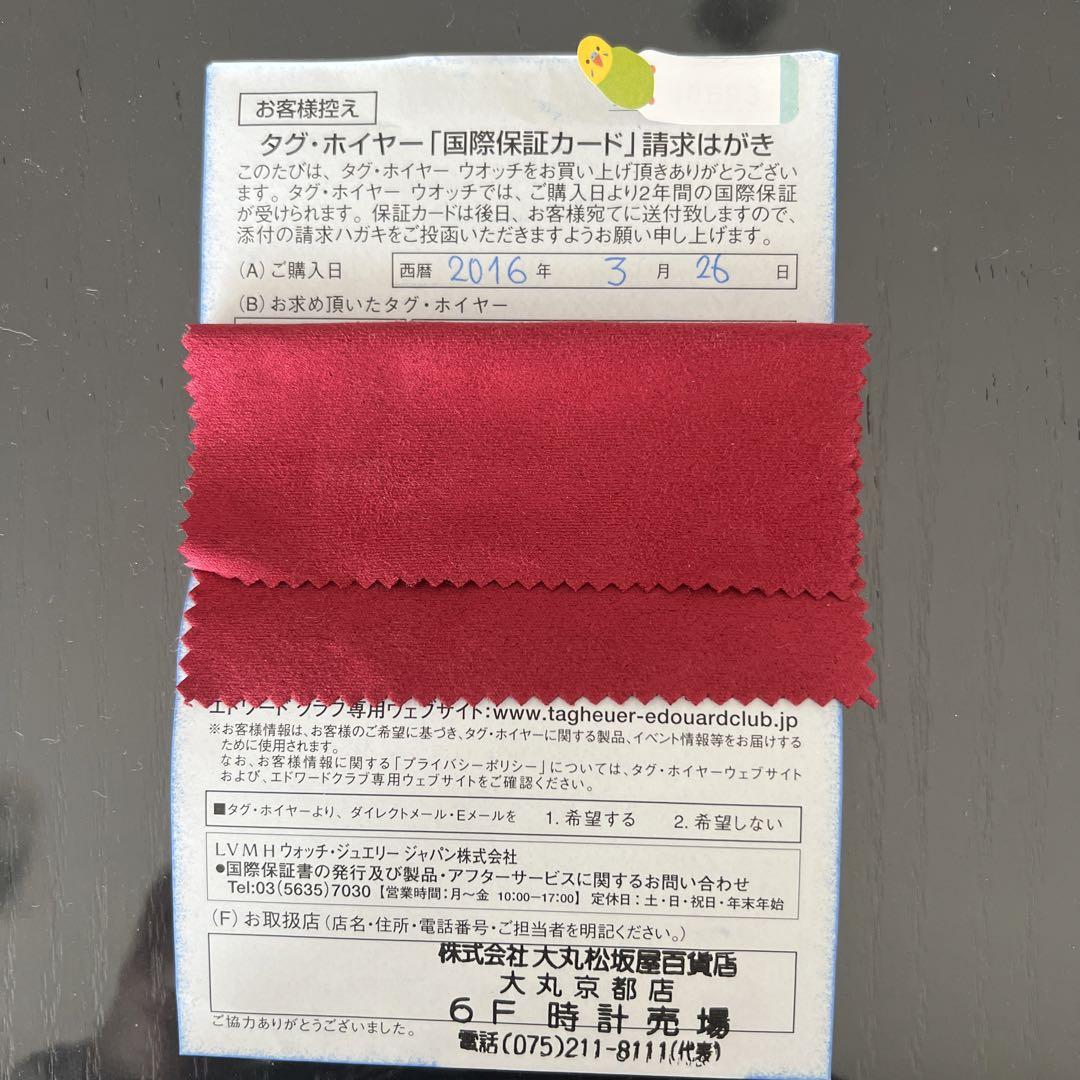 お客様控え
タグ・ホイヤー「国際保証カード」請求はがき
このたびは、タグ・ホイヤー ウオッチをお買い上げ頂きありがとうござい
ます。タグ・ホイヤー ウオッチでは、ご購入日より2年間の国際保証
が受けられます。保証カードは後日、お客様宛てに送付致しますので、
添付の請求ハガキをご投函いただきますようお願い申し上げます。
(A)ご購入日 西暦 2016 年 3 月 26 日
(B)お求め頂いたタグ・ホイヤー
エドワード クラブ専用ウェブサイト:www.tagheuer-edouardclub.jp
※お客様情報は、お客様のご希望に基づき、タグ・ホイヤーに関する製品、イベント情報等をお届けする
ために使用されます。
なお、お客様情報に関する「プライバシーポリシー」については、タグ・ホイヤーウェブサイト
および、エドワードクラブ専用ウェブサイトをご確認ください。
■タグ・ホイヤーより、ダイレクトメール・Eメールを 1. 希望する 2. 希望しない
LVMHウォッチ・ジュエリー ジャパン株式会社
●国際保証書の発行及び製品・アフターサービスに関するお問い合わせ
Tel:03(5635)7030【営業時間:月〜金 10:00−17:00】定休日:土・日・祝日・年末年始
(F)お取扱店(店名・住所・電話番号・ご担当者を明記ください。)
株式会社大丸松坂屋百貨店
大丸京都店
6F 時計売場
電話(075)211-8111(代表)
ご協力ありがとうございました。